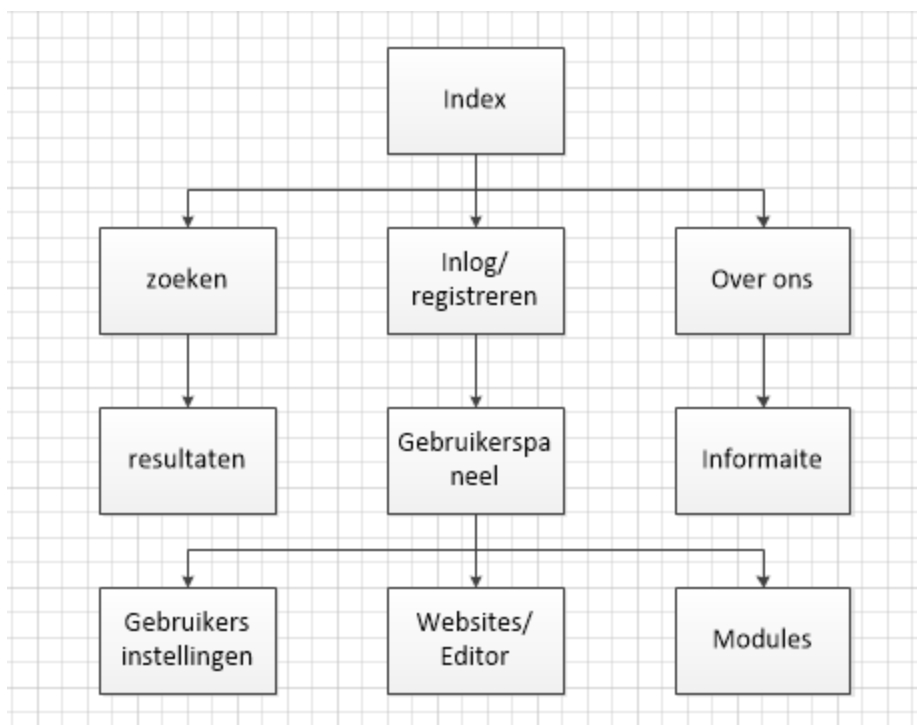 Index
zoeken
Inlog/
registreren
Over ons
resultaten
Gebruikerspa
neel
Informaite
Gebruikers
instellingen
Websites/
Editor
Modules